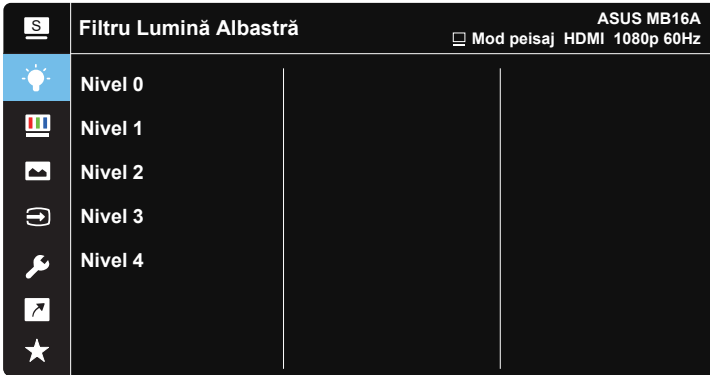 S
Filtru Lumină Albastră
ASUS MB16A
Mod peisaj HDMI 1080p 60Hz
Nivel 0
Nivel 1
Nivel 2
Nivel 3
Nivel 4